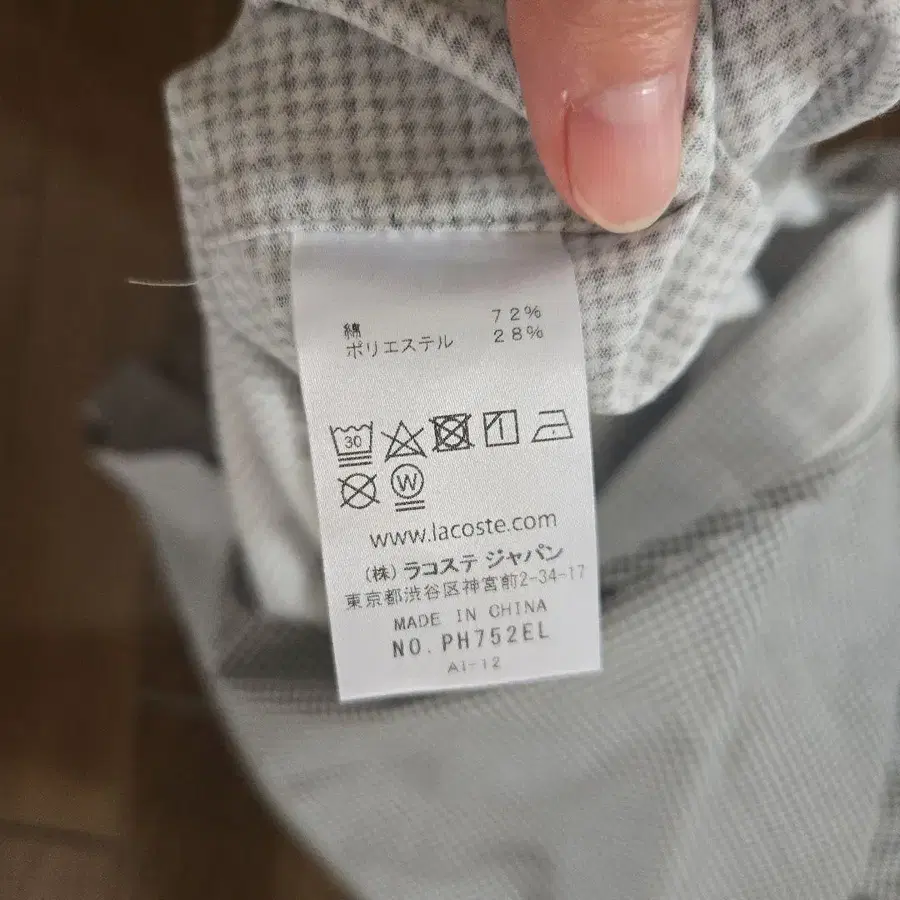 綿 72%
ポリエステル 28%
30
W
www.lacoste.com
(株) ラコステ ジャパン
東京都渋谷区神宮前2-34-17
MADE IN CHINA
NO. PH752EL
AI-12